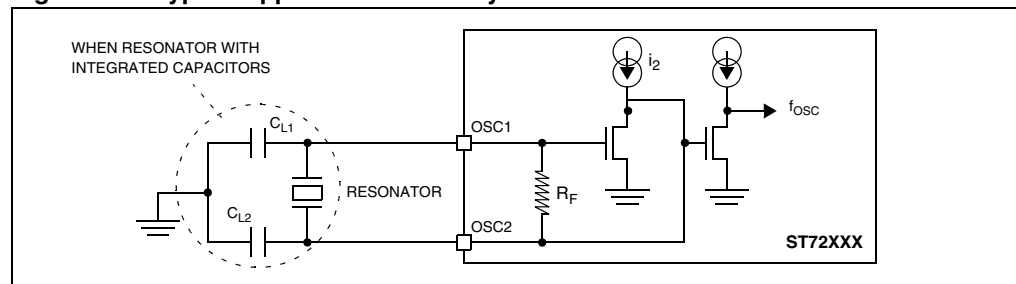 WHEN RESONATOR WITH
INTEGRATED CAPACITORS
CL1
CL2
RESONATOR
OSC1
OSC2
RF
i2
fOSC
ST72XXX